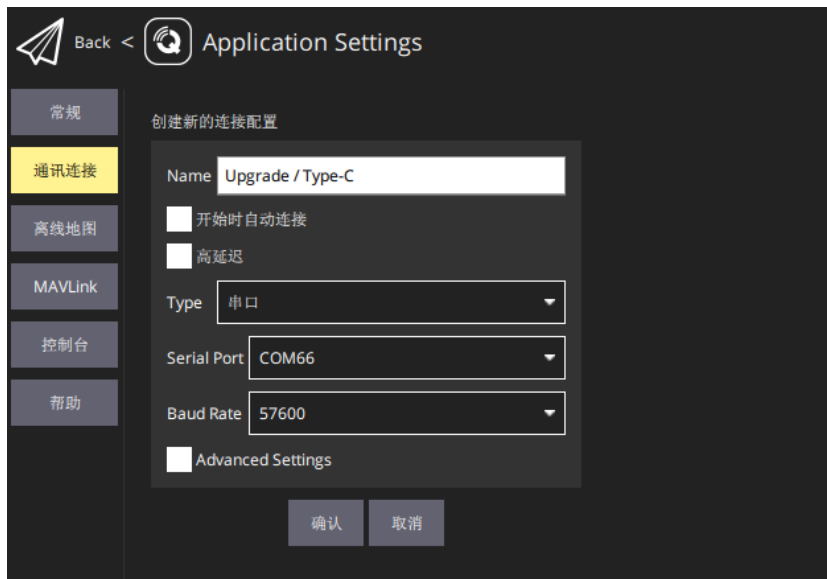 Back < Application Settings
常规
通讯连接
离线地图
MAVLink
控制台
帮助
创建新的连接配置
Name Upgrade / Type-C
开始时自动连接
高延迟
Type 串口
Serial Port COM66
Baud Rate 57600
Advanced Settings
确认 取消